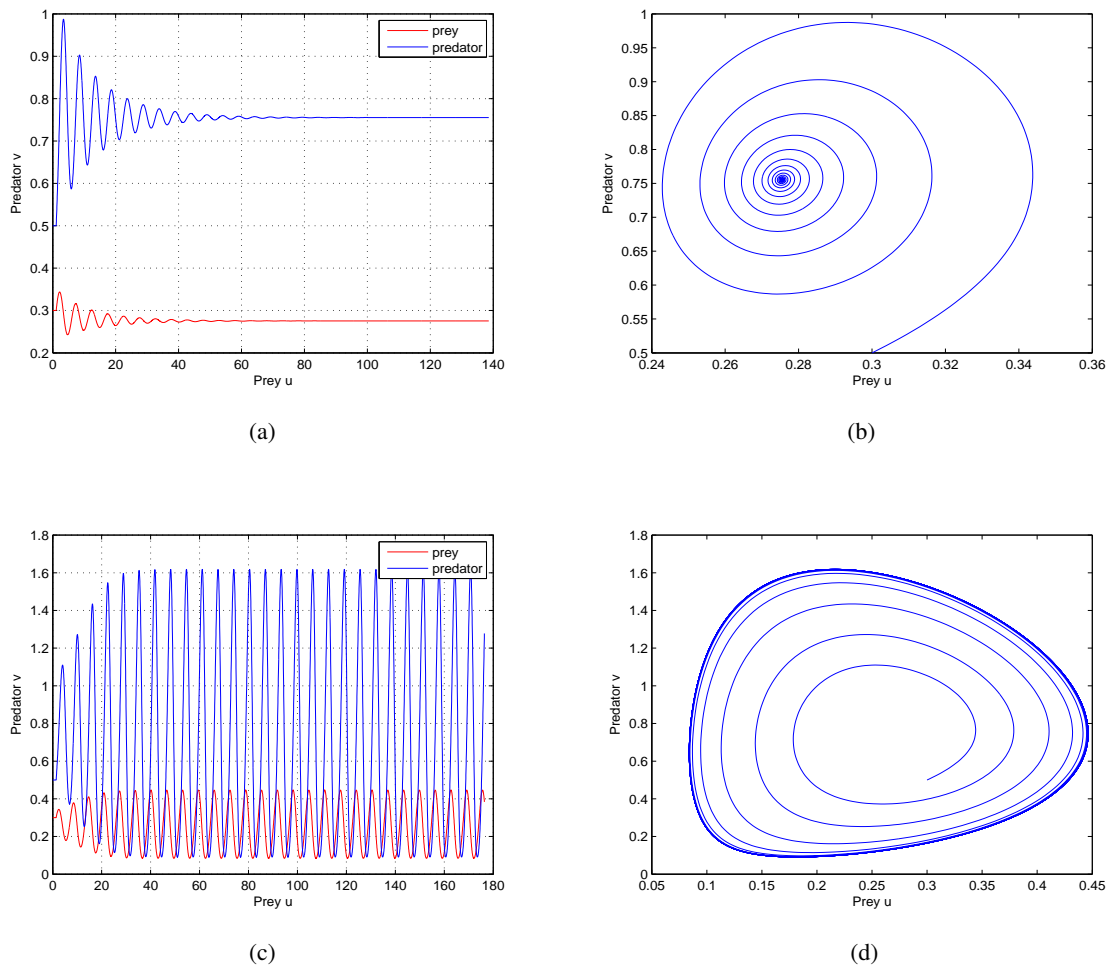 prey
predator
1
0.9
0.8
0.7
0.6
0.5
0.4
0.3
0.2
Predator v
0 20 40 60 80 100 120 140
Prey u
(a)
1
0.95
0.9
0.85
0.8
0.75
0.7
0.65
0.6
0.55
0.5
Predator v
0.24 0.26 0.28 0.3 0.32 0.34 0.36
Prey u
(b)
prey
predator
1.8
1.6
1.4
1.2
1
0.8
0.6
0.4
0.2
0
Predator v
0 20 40 60 80 100 120 140 160 180
Prey u
(c)
1.8
1.6
1.4
1.2
1
0.8
0.6
0.4
0.2
0
Predator v
0.05 0.1 0.15 0.2 0.25 0.3 0.35 0.4 0.45
Prey u
(d)